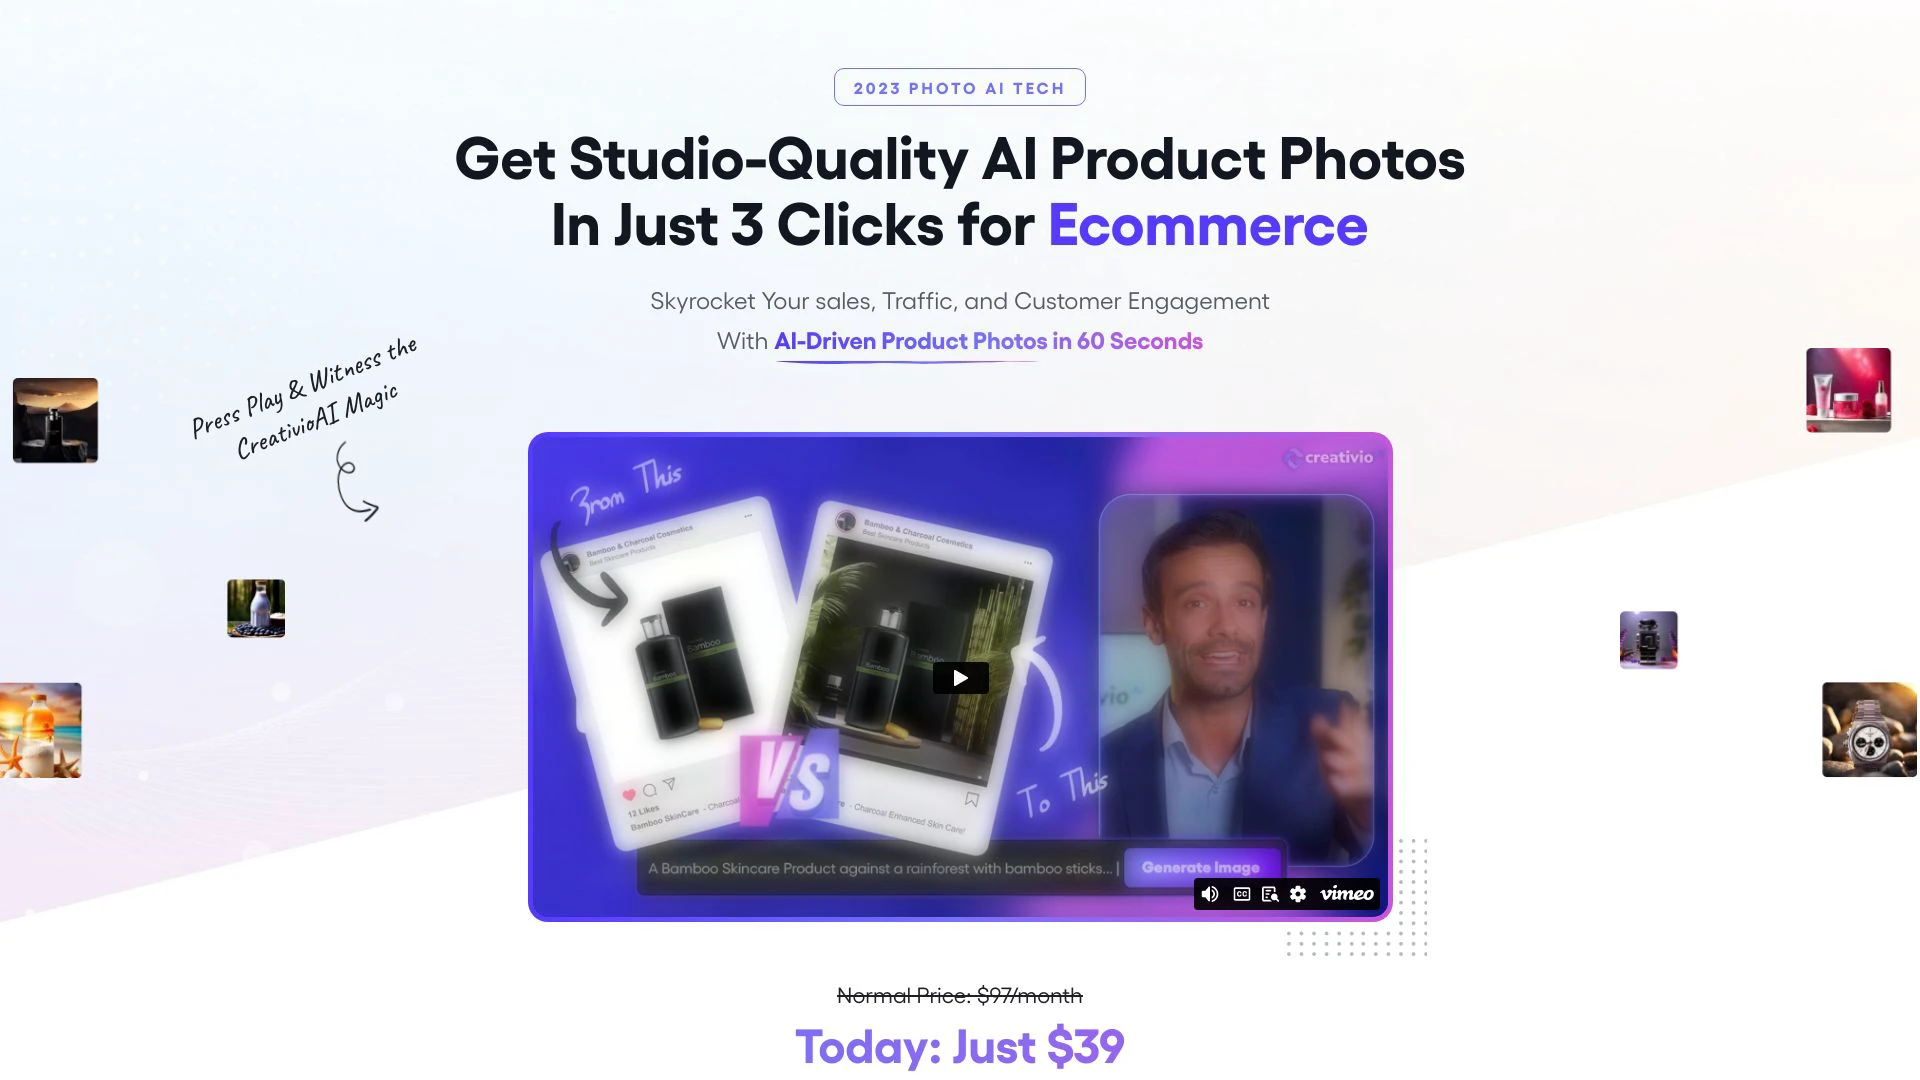 2023 PHOTO AI TECH
Get Studio-Quality AI Product Photos
In Just 3 Clicks for Ecommerce
Skyrocket Your sales, Traffic, and Customer Engagement
With AI-Driven Product Photos in 60 Seconds
Press Play & Witness the
CreativioAI Magic
creativio
From This
Bamboo & Charcoal Cosmetics
Best Skincare Products
Bamboo & Charcoal Cosmetics
Best Skincare Products
Bamboo
Bamboo
Bamboo
Bamboo
vio
VS
To This
12 Likes
Bamboo SkinCare - Charcoal
- Charcoal Enhanced Skin Care!
A Bamboo Skincare Product against a rainforest with bamboo sticks... |
Generate Image
CC
vimeo
Normal Price: $97/month
Today: Just $39